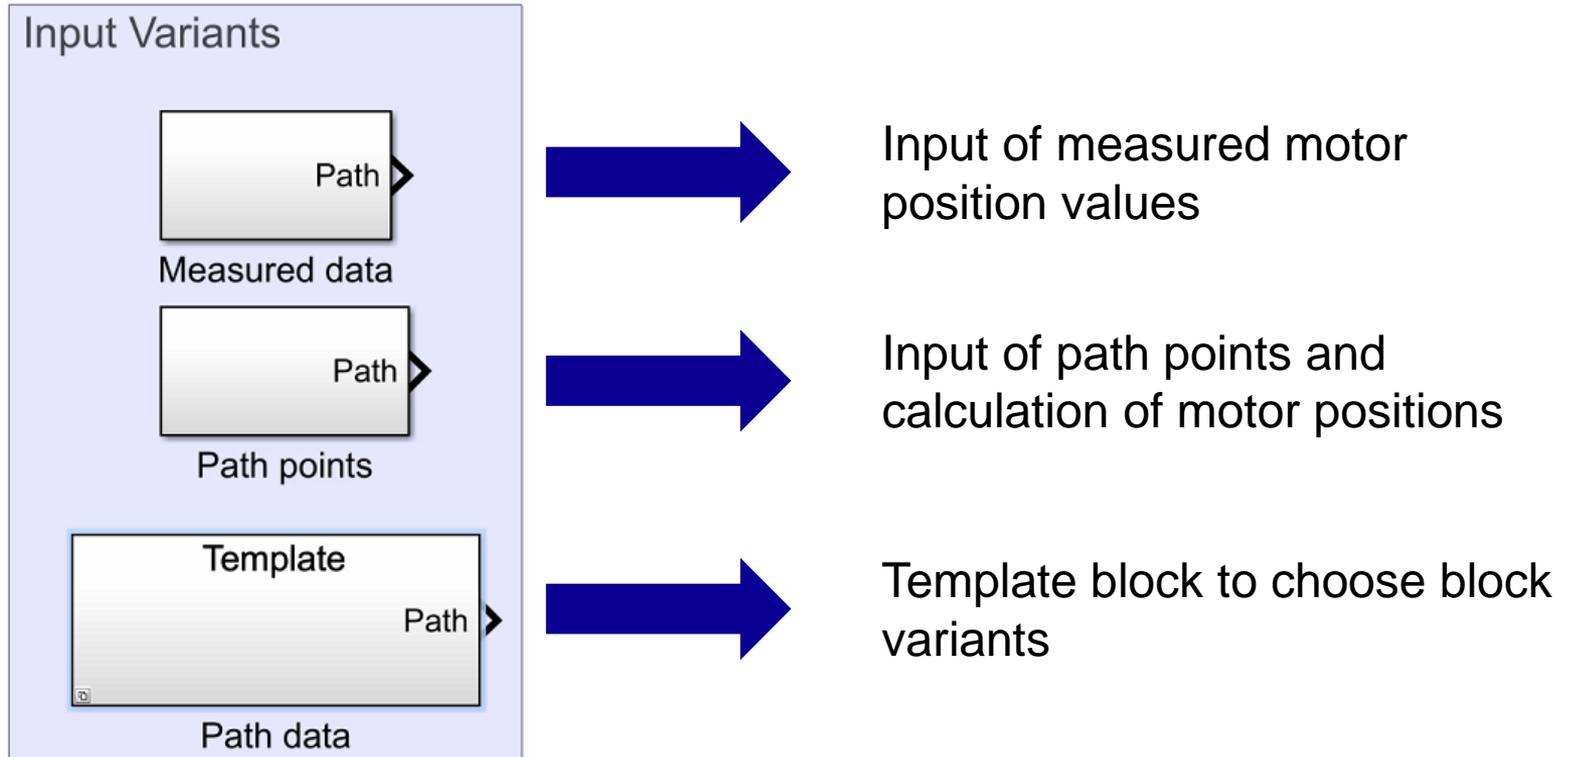 Input Variants
Path
Measured data
Input of measured motor
position values
Path
Path points
Input of path points and
calculation of motor positions
Template
Path
Path data
Template block to choose block
variants